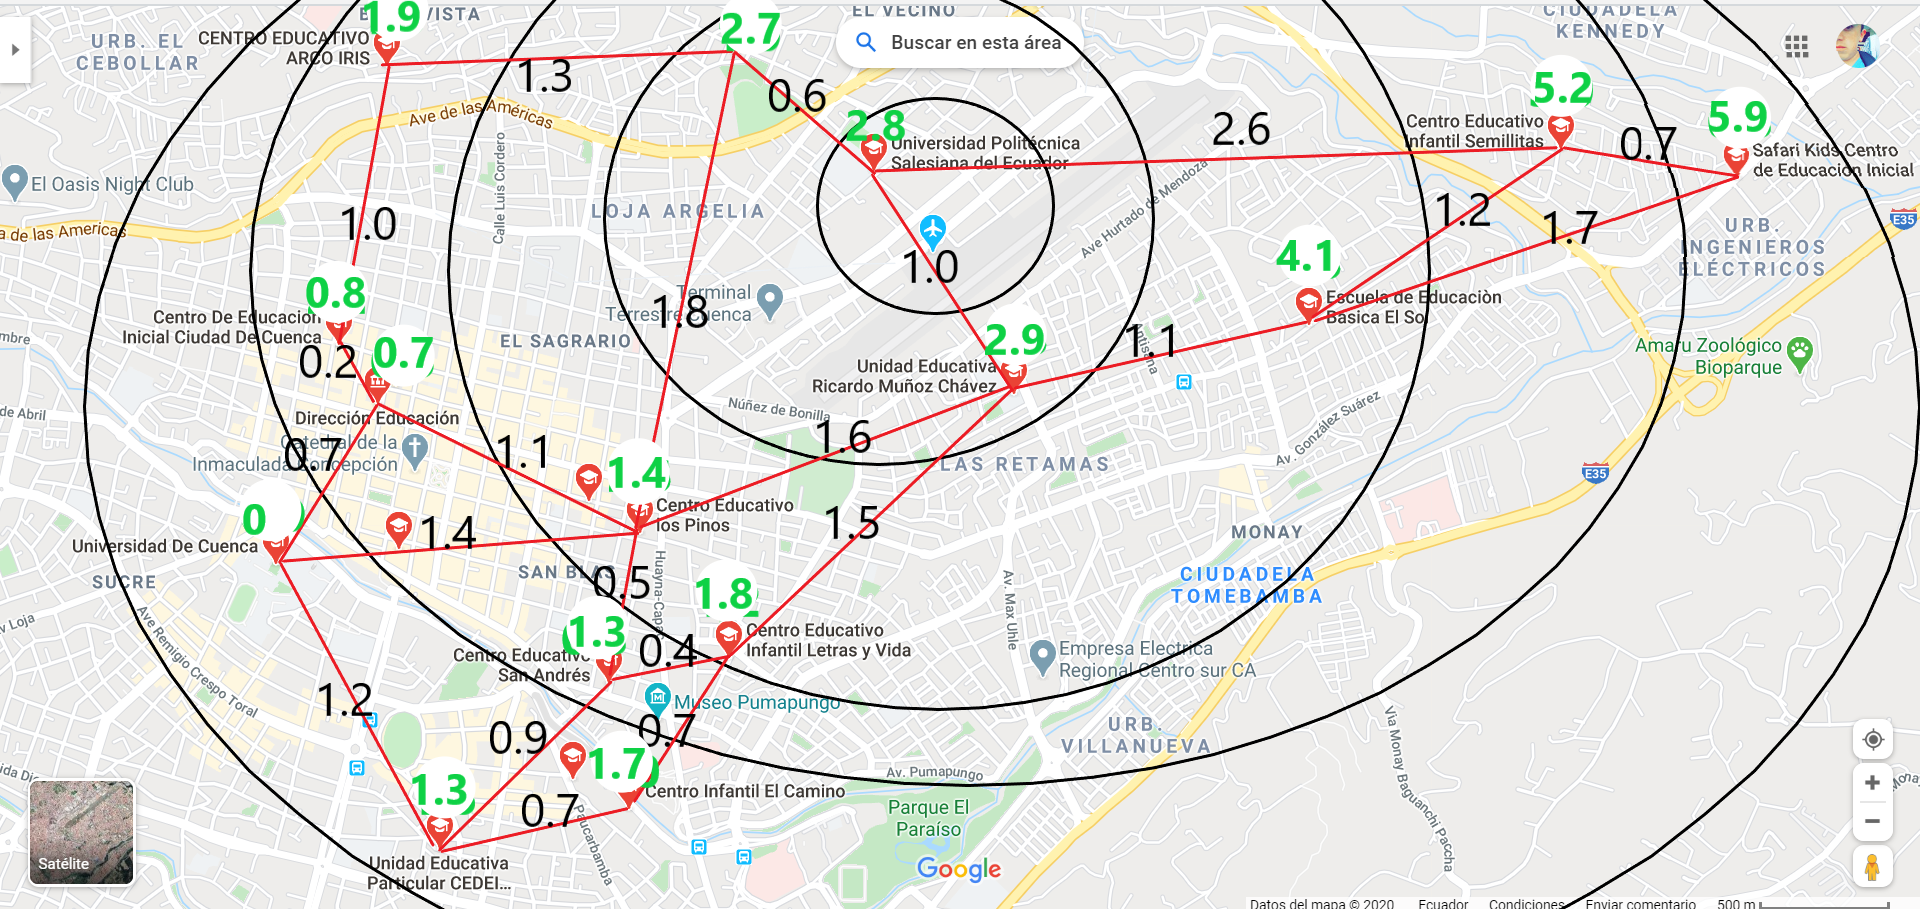 1.9
2.7
EL VECINO
CIUDADELA
KENNEDY
URB. EL
CEBOLLAR
CENTRO EDUCATIVO
ARCO IRIS
Buscar en esta área
1.3
0.6
5.2
5.9
Ave de las Américas
2.8
Universidad Politécnica
Salesiana del Ecuador
2.6
Centro Educativo
Infantil Semillitas
0.7
Safari Kids Centro
de Educacion Inicial
El Oasis Night Club
Calle Luis Cordero
LOJA ARGELIA
Ave Hurtado de Mendoza
1.2
1.7
E35
URB.
INGENIEROS
ELÉCTRICOS
a de las Americas
1.0
1.0
4.1
0.8
Terminal
Terrestre Cuenca
1.8
Escuela de Educaciòn
Basica El So
Centro De Educacion
Inicial Ciudad De Cuenca
0.2
0.7
EL SAGRARIO
2.9
1.1
Unidad Educativa
Ricardo Muñoz Chávez
Amaru Zoológico
Bioparque
de Abril
Dirección Educación
Núñez de Bonilla
Av. González Suárez
Catedral de la
Inmaculada Concepción
0.7
1.1
1.6
1.4
LAS RETAMAS
E35
0
Centro Educativo
los Pinos
1.4
1.5
Universidad De Cuenca
MONAY
SUCRE
SAN BLAS
0.5
Huayna-Capac
1.8
Av. Max Uhle
CIUDADELA
TOMEBAMBA
v Loja
Ave Remigio Crespo Toral
1.3
0.4
Centro Educativo
Infantil Letras y Vida
Centro Educativo
San Andrés
Empresa Electrica
Regional Centro sur CA
1.2
Museo Pumapungo
0.9
0.7
URB.
VILLANUEVA
Vía Monay Baguanchi Paccha
1.7
Av. Pumapungo
1.3
Centro Infantil El Camino
0.7
Paucarbamba
Parque El
Paraíso
Satélite
Unidad Educativa
Particular CEDEI...
Google
Datos del mapa © 2020 Ecuador Condiciones Enviar comentario 500 m